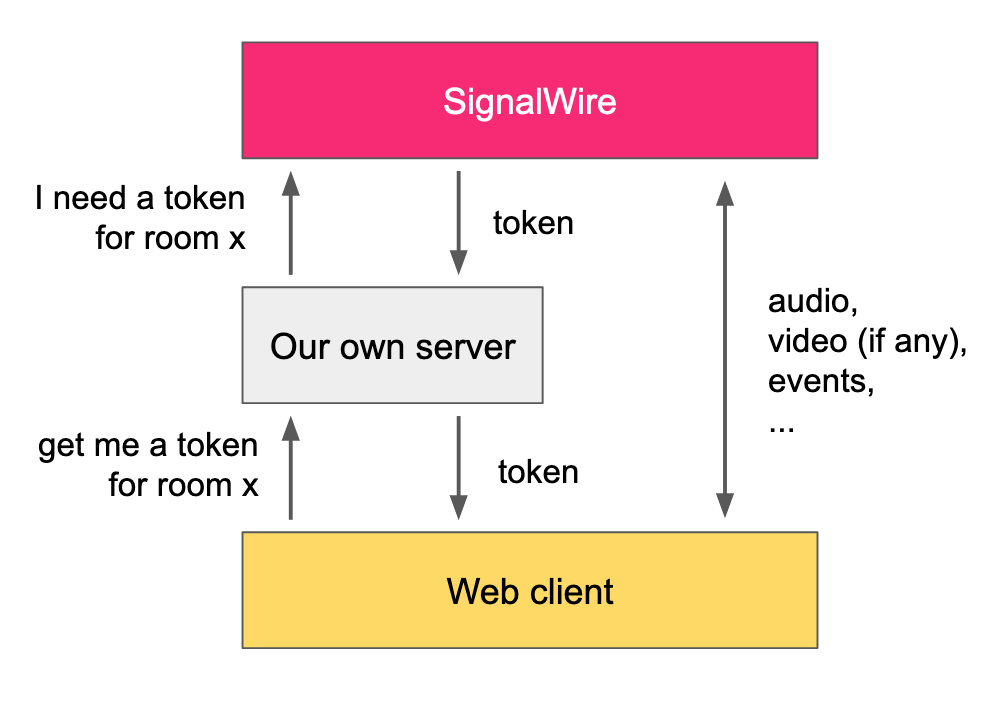 SignalWire
I need a token
for room x
token
audio,
video (if any),
events,
...
Our own server
get me a token
for room x
token
Web client